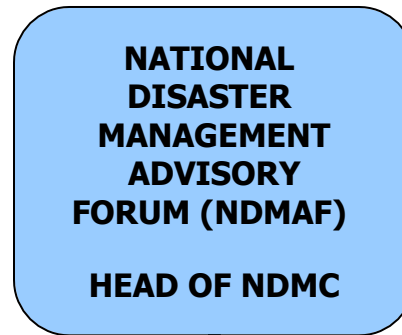 NATIONAL
DISASTER
MANAGEMENT
ADVISORY
FORUM (NDMAF)
HEAD OF NDMC